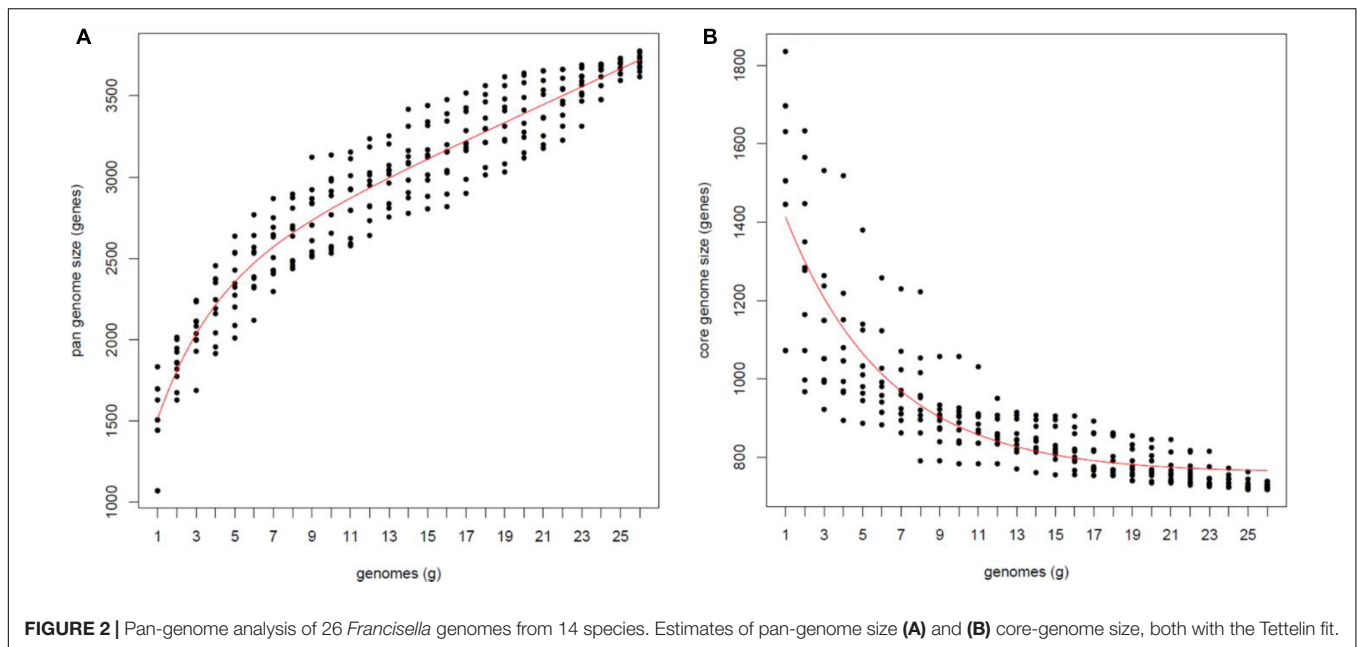 A
B
pan genome size (genes)
3500
3000
2500
2000
1500
1000
1 3 5 7 9 11 13 15 17 19 21 23 25
genomes (g)
core genome size (genes)
1800
1600
1400
1200
1000
800
1 3 5 7 9 11 13 15 17 19 21 23 25
genomes (g)
FIGURE 2 | Pan-genome analysis of 26 Francisella genomes from 14 species. Estimates of pan-genome size (A) and (B) core-genome size, both with the Tettelin fit.